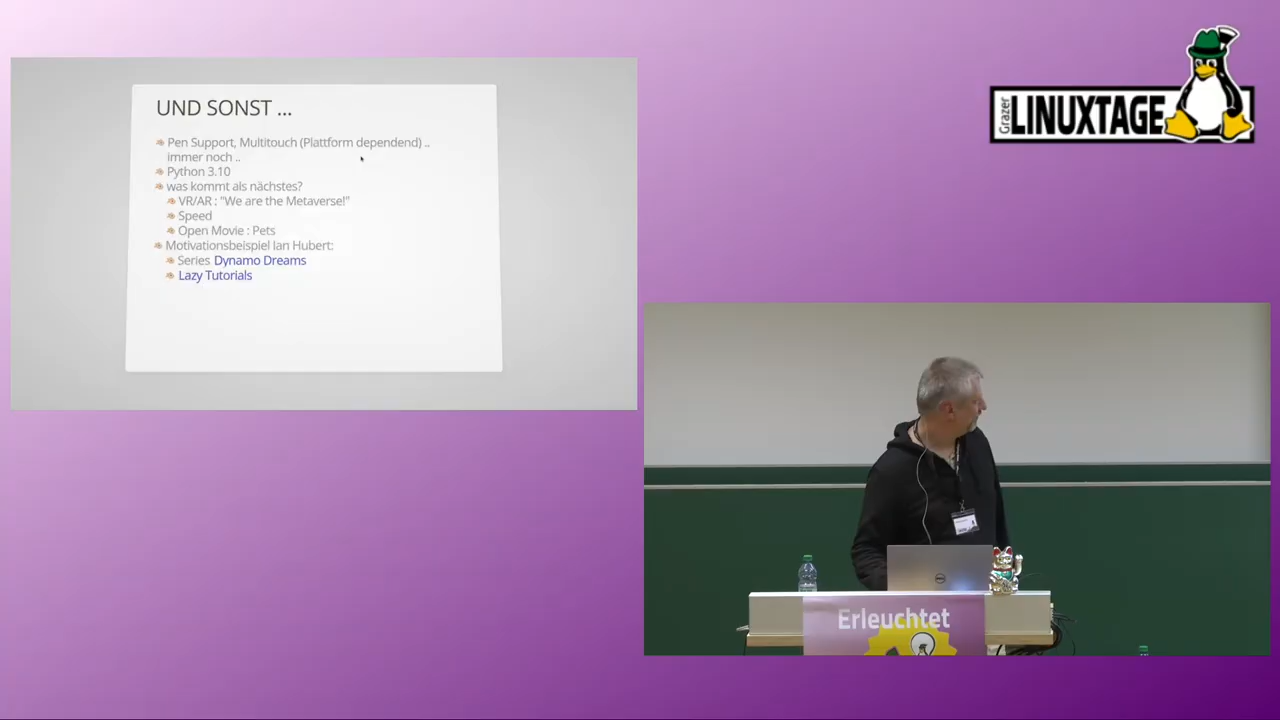 UND SONST ...
Pen Support, Multitouch (Plattform dependend) ..
immer noch ..
Python 3.10
was kommt als nächstes?
VR/AR : "We are the Metaverse!"
Speed
Open Movie : Pets
Motivationsbeispiel Ian Hubert:
Series Dynamo Dreams
Lazy Tutorials
Grazer
LINUXTAGE
DELL
Erleuchtet